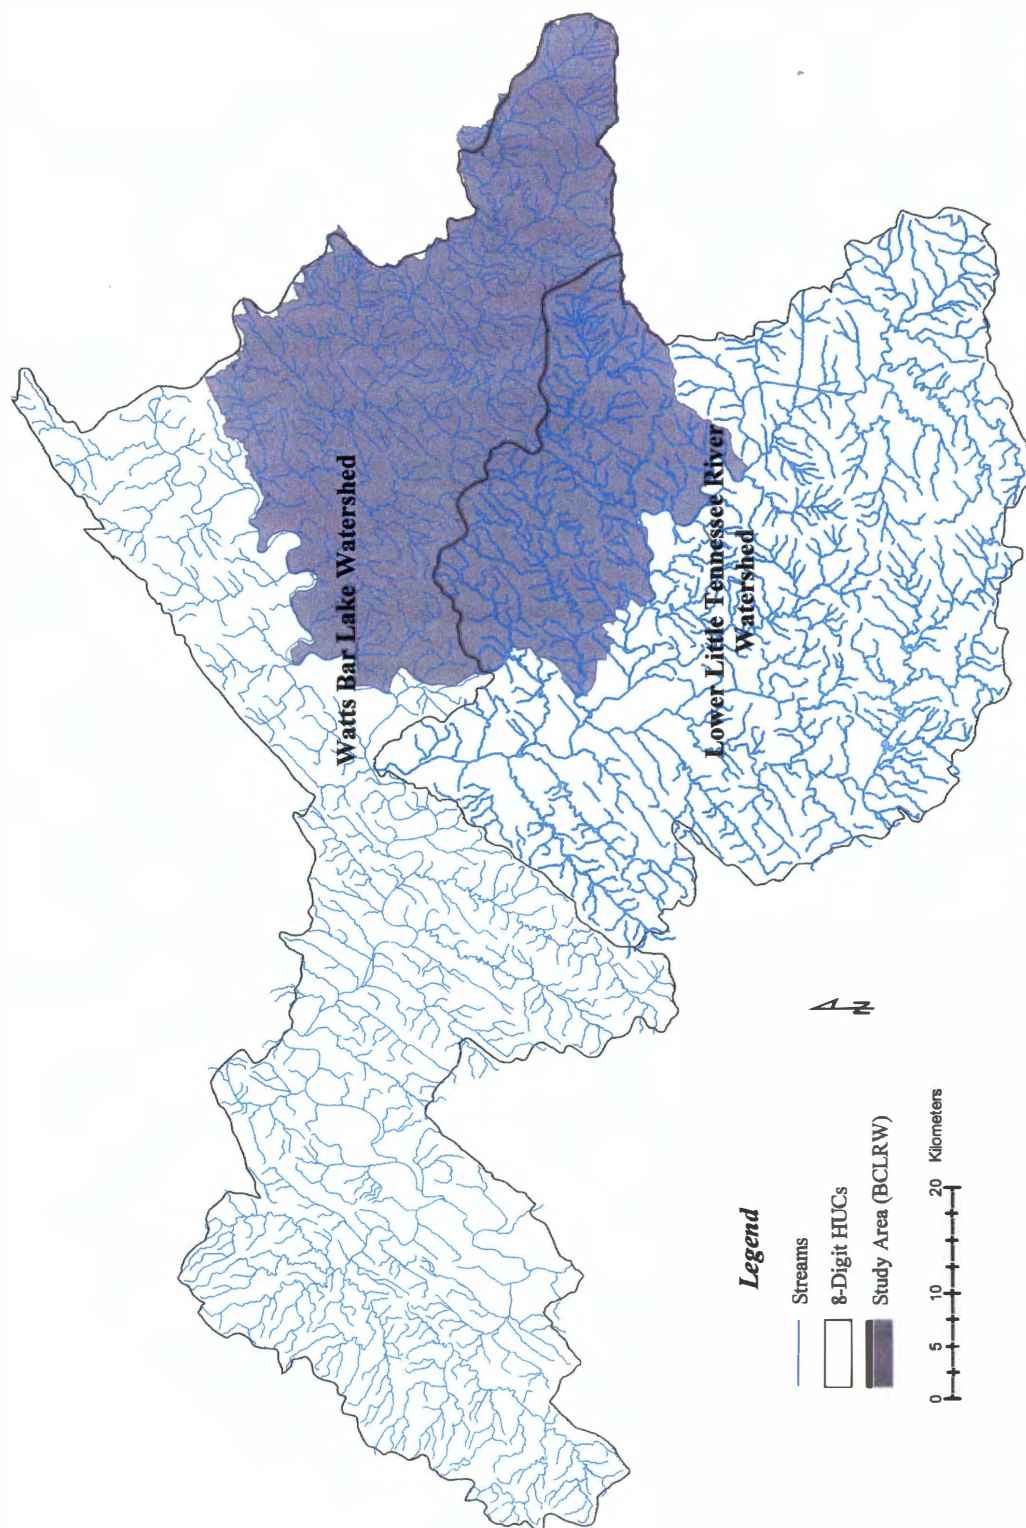 Watts Bar Lake Watershed
Lower Little Tennessee River
Watershed
N
Legend
Streams
8-Digit HUCs
Study Area (BCLRW)
0 5 10 20 Kilometers